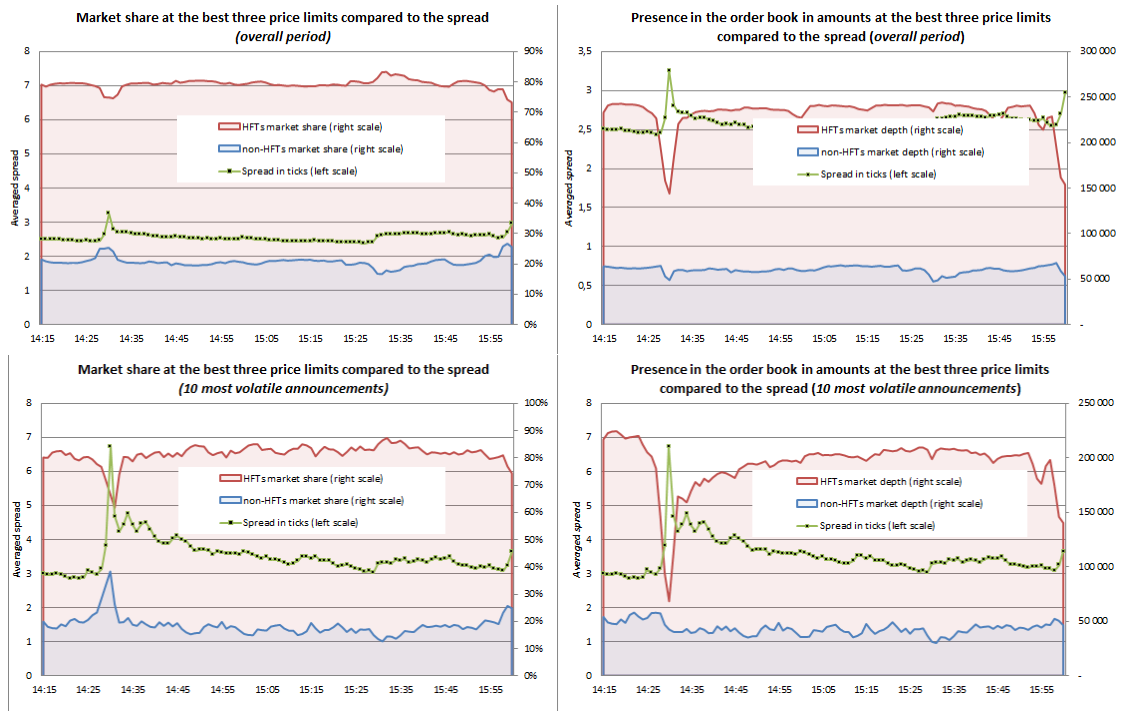 Market share at the best three price limits compared to the spread
(overall period)
8
7
6
5
4
3
2
1
0
Averaged spread
90%
80%
70%
60%
50%
40%
30%
20%
10%
0%
HFTs market share (right scale)
non-HFTs market share (right scale)
Spread in ticks (left scale)
14:15 14:25 14:35 14:45 14:55 15:05 15:15 15:25 15:35 15:45 15:55
Presence in the order book in amounts at the best three price limits
compared to the spread (overall period)
3,5
3
2,5
2
1,5
1
0,5
0
Averaged spread
300 000
250 000
200 000
150 000
100 000
50 000
-
HFTs market depth (right scale)
non-HFTs market depth (right scale)
Spread in ticks (left scale)
14:15 14:25 14:35 14:45 14:55 15:05 15:15 15:25 15:35 15:45 15:55
Market share at the best three price limits compared to the spread
(10 most volatile announcements)
8
7
6
5
4
3
2
1
0
Averaged spread
100%
90%
80%
70%
60%
50%
40%
30%
20%
10%
0%
HFTs market share (right scale)
non-HFTs market share (right scale)
Spread in ticks (left scale)
14:15 14:25 14:35 14:45 14:55 15:05 15:15 15:25 15:35 15:45 15:55
Presence in the order book in amounts at the best three price limits
compared to the spread (10 most volatile announcements)
8
7
6
5
4
3
2
1
0
Averaged spread
250 000
200 000
150 000
100 000
50 000
-
HFTs market depth (right scale)
non-HFTs market depth (right scale)
Spread in ticks (left scale)
14:15 14:25 14:35 14:45 14:55 15:05 15:15 15:25 15:35 15:45 15:55